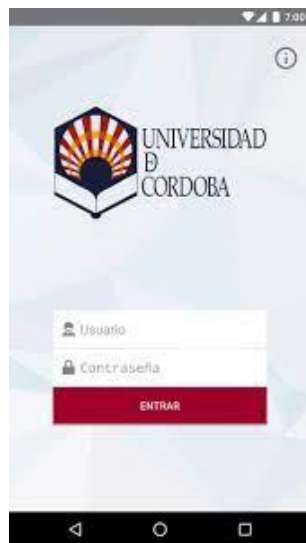 7:00
UNIVERSIDAD
Ð
CORDOBA
Usuario
Contraseña
ENTRAR